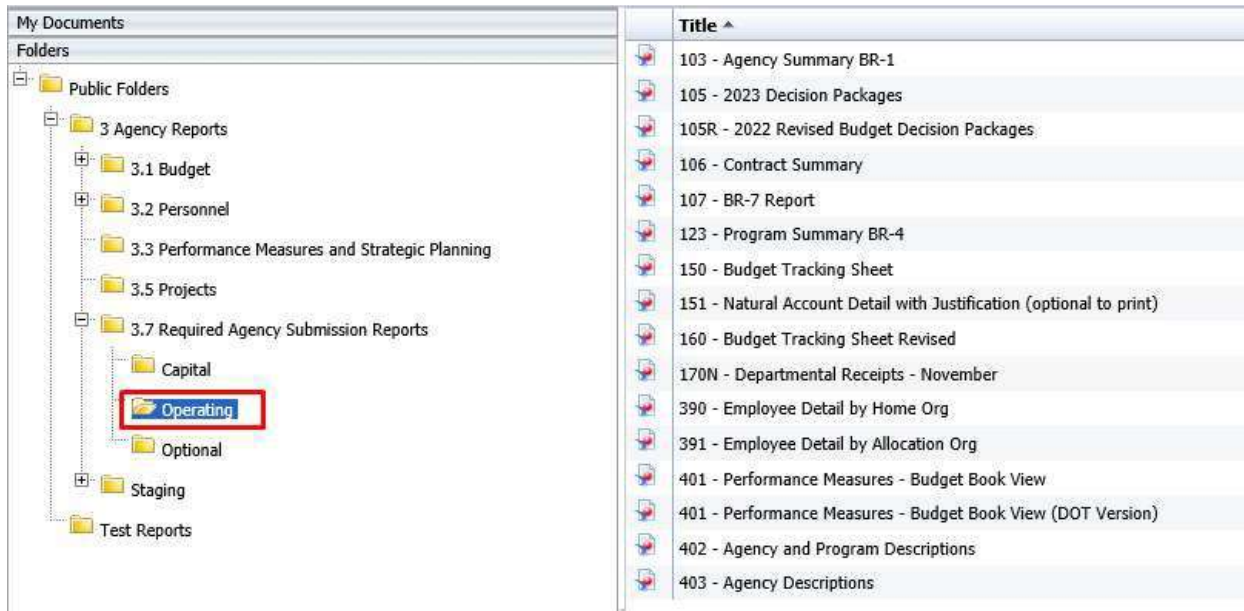 My Documents
Folders
Public Folders
3 Agency Reports
3.1 Budget
3.2 Personnel
3.3 Performance Measures and Strategic Planning
3.5 Projects
3.7 Required Agency Submission Reports
Capital
Operating
Optional
Staging
Test Reports
Title
103 - Agency Summary BR-1
105 - 2023 Decision Packages
105R - 2022 Revised Budget Decision Packages
106 - Contract Summary
107 - BR-7 Report
123 - Program Summary BR-4
150 - Budget Tracking Sheet
151 - Natural Account Detail with Justification (optional to print)
160 - Budget Tracking Sheet Revised
170N - Departmental Receipts - November
390 - Employee Detail by Home Org
391 - Employee Detail by Allocation Org
401 - Performance Measures - Budget Book View
401 - Performance Measures - Budget Book View (DOT Version)
402 - Agency and Program Descriptions
403 - Agency Descriptions